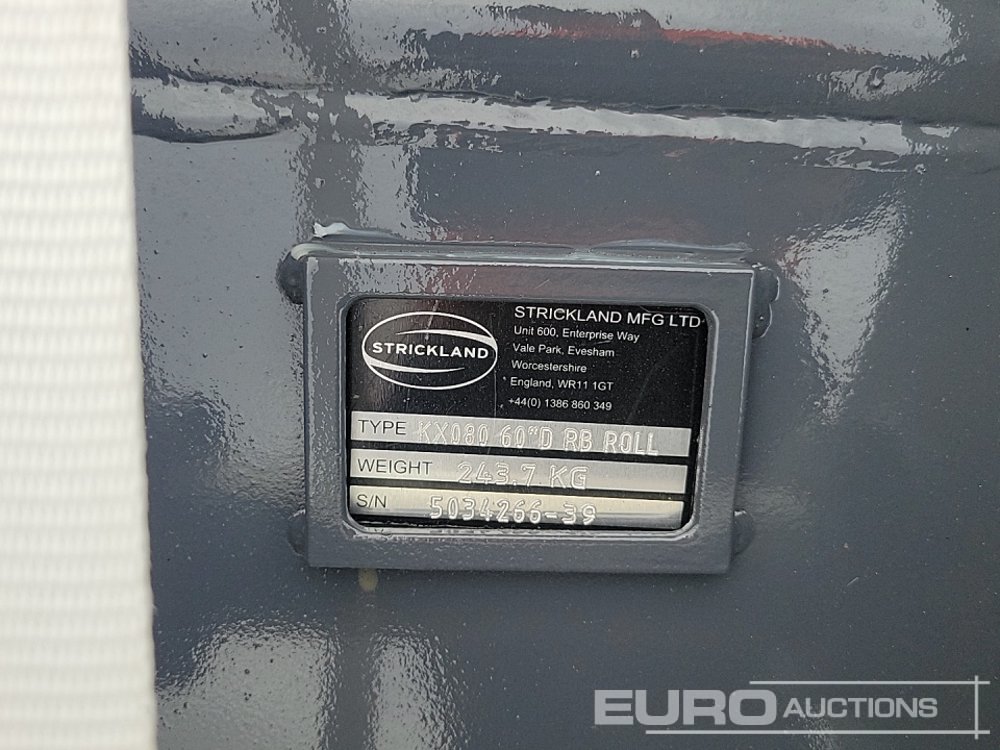 STRICKLAND
STRICKLAND MFG LTD
Unit 600, Enterprise Way
Vale Park, Evesham
Worcestershire
England, WR11 1GT
+44(0) 1386 860 349
TYPE KX080 60"D RB ROLL
WEIGHT 243.7 KG
S/N 5034266-39
EURO AUCTIONS